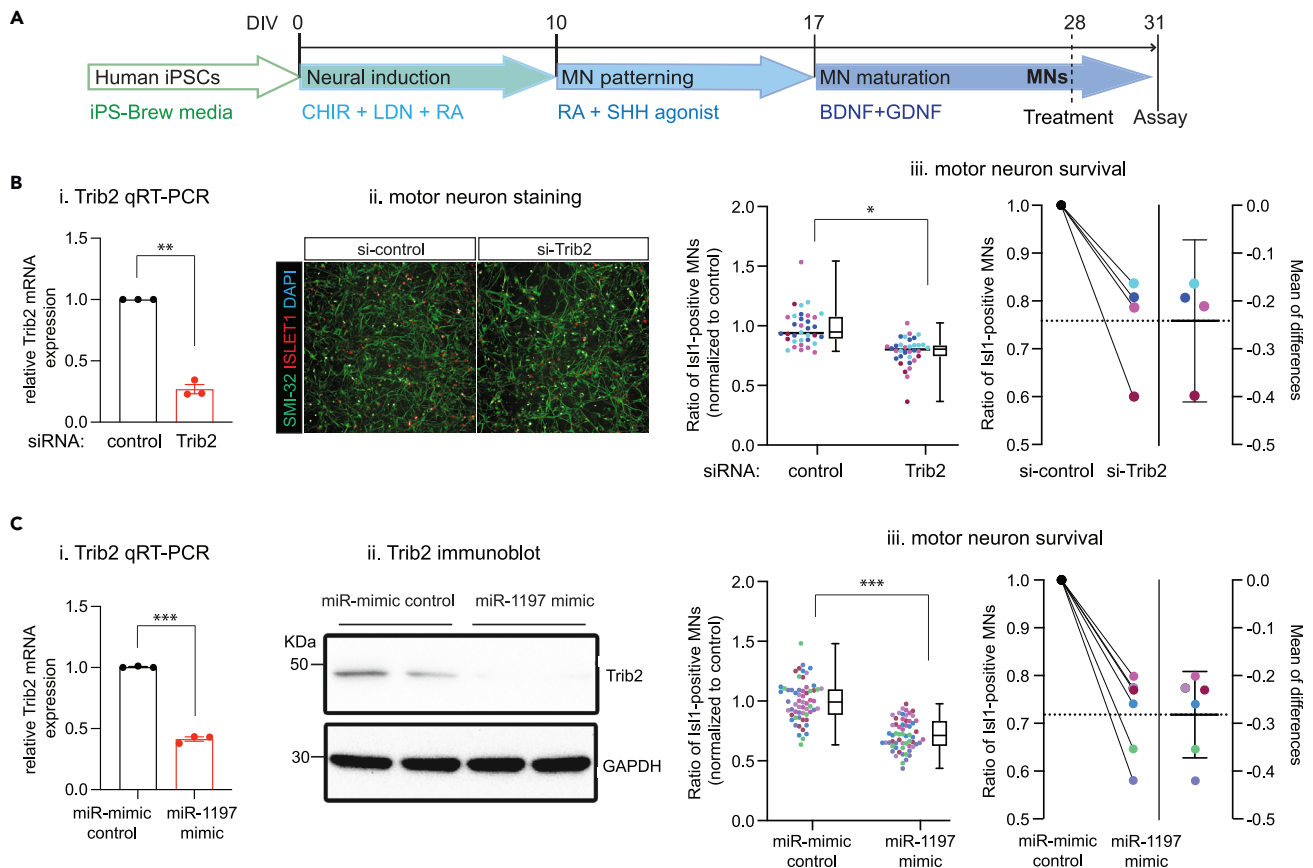 A
DIV 0 10 17 28 31
Human iPSCs Neural induction MN patterning MN maturation MNs
iPS-Brew media CHIR + LDN + RA RA + SHH agonist BDNF+GDNF Treatment Assay
B
i. Trib2 qRT-PCR
relative Trib2 mRNA
expression
1.5
1.0
0.5
0.0
**
siRNA: control Trib2
ii. motor neuron staining
si-control si-Trib2
SMI-32 ISLET1 DAPI
iii. motor neuron survival
Ratio of Isl1-positive MNs
(normalized to control)
2.0
1.5
1.0
0.5
0.0
*
siRNA: control Trib2
Ratio of Isl1-positive MNs
1.0
0.9
0.8
0.7
0.6
0.5
si-control si-Trib2
0.0
-0.1
-0.2
-0.3
-0.4
-0.5
Mean of differences
C
i. Trib2 qRT-PCR
relative Trib2 mRNA
expression
1.5
1.0
0.5
0.0
***
miR-mimic
control
miR-1197
mimic
ii. Trib2 immunoblot
miR-mimic control miR-1197 mimic
KDa
50
Trib2
30
GAPDH
iii. motor neuron survival
Ratio of Isl1-positive MNs
(normalized to control)
2.0
1.5
1.0
0.5
0.0
***
miR-mimic
control
miR-1197
mimic
Ratio of Isl1-positive MNs
1.0
0.9
0.8
0.7
0.6
0.5
miR-mimic
control
miR-1197
mimic
0.0
-0.1
-0.2
-0.3
-0.4
-0.5
Mean of differences